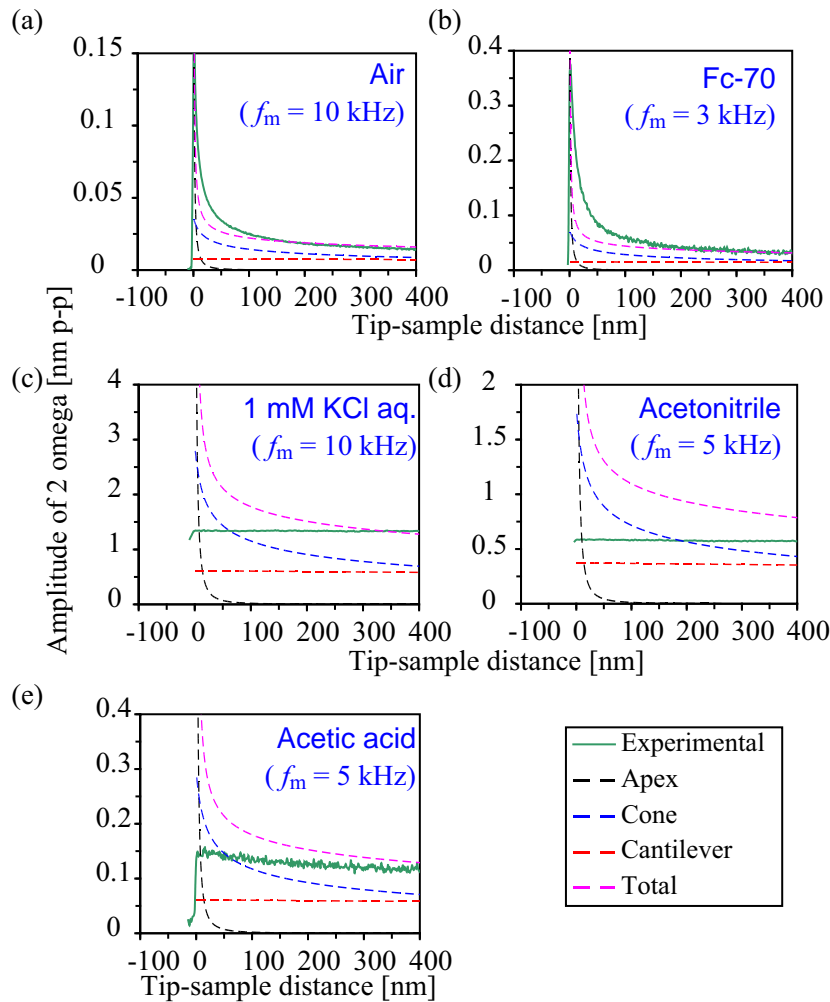 (a)
0.15
0.1
0.05
0
-100 0 100 200 300 400
Air
( fm = 10 kHz)
(b)
0.4
0.3
0.2
0.1
0
-100 0 100 200 300 400
Fc-70
( fm = 3 kHz)
Tip-sample distance [nm]
Amplitude of 2 omega [nm p-p]
(c)
4
3
2
1
0
-100 0 100 200 300 400
1 mM KCl aq.
( fm = 10 kHz)
(d)
2
1.5
1
0.5
0
-100 0 100 200 300 400
Acetonitrile
( fm = 5 kHz)
Tip-sample distance [nm]
(e)
0.4
0.3
0.2
0.1
0
-100 0 100 200 300 400
Acetic acid
( fm = 5 kHz)
Tip-sample distance [nm]
Experimental
Apex
Cone
Cantilever
Total